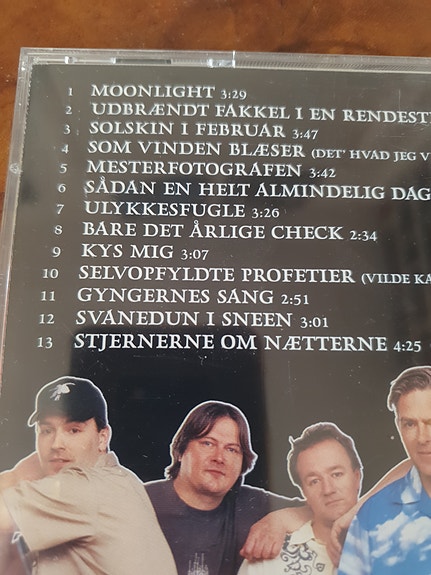 1 MOONLIGHT 3:29
2 UDBRÆNDT FAKKEL I EN
3 SOLSKIN I FEBRUAR 3:47
4 SOM VINDEN BLÆSER (DET' HVAD JEG
5 MESTERFOTOGRAFEN 3:42
6 SÅDAN EN HELT ALMINDELIG DAG
7 ULYKKESFUGLE 3:26
8 BARE DET ÅRLIGE CHECK 2:34
9 KYS MIG 3:07
10 SELVOPFYLDTE PROFETIER (VILDE
11 GYNGERNES SANG 2:51
12 SVANEDUN I SNEEN 3:01
13 STJERNERNE OM NÆTTERNE 4:25